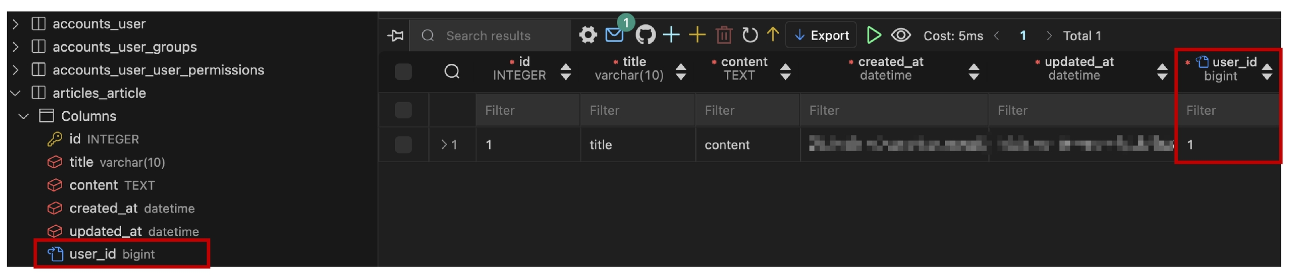 accounts_user
accounts_user_groups
accounts_user_user_permissions
articles_article
Columns
id INTEGER
title varchar(10)
content TEXT
created_at datetime
updated_at datetime
user_id bigint
Search results
1
Export
Cost: 5ms
1
Total 1
* id
INTEGER
* title
varchar(10)
* content
TEXT
* created_at
datetime
* updated_at
datetime
* user_id
bigint
Filter Filter Filter Filter Filter Filter
1 1 title content 1